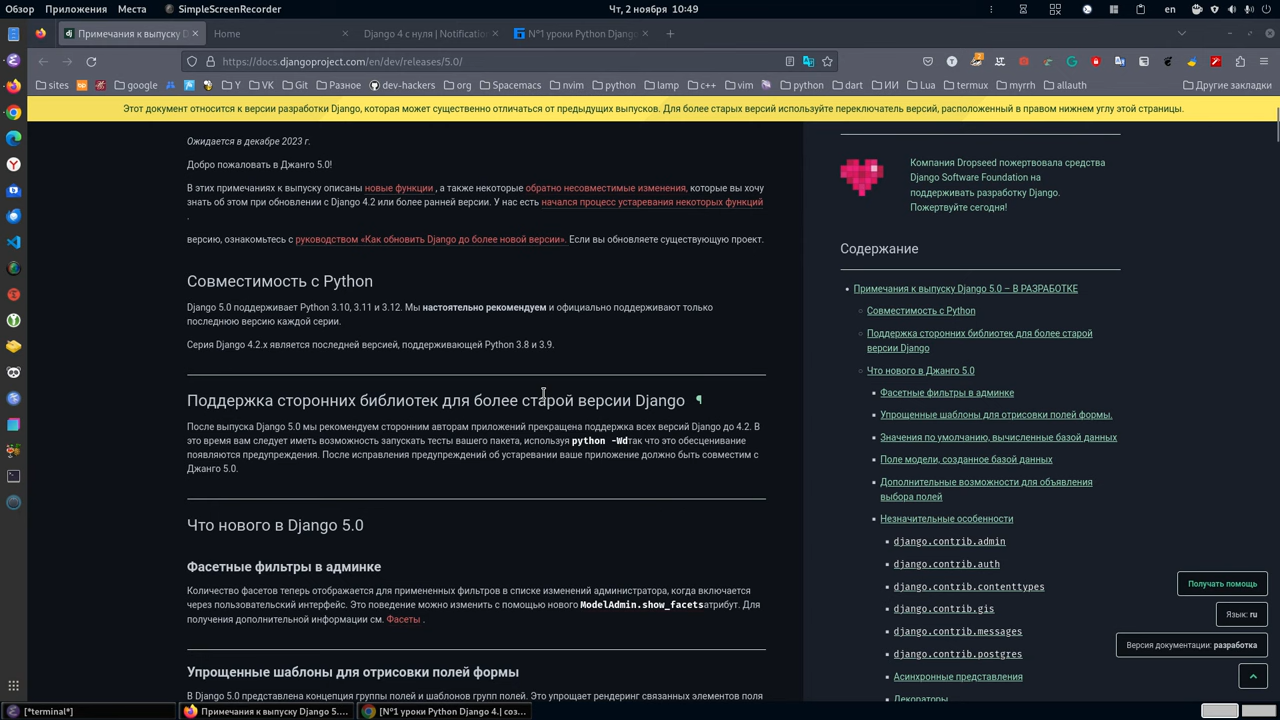 Обзор Приложения Места SimpleScreenRecorder Чт, 2 ноября 10:49 en
Примечания к выпуску D Home Django 4 с нуля | Notification N°1 уроки Python Django
https://docs.djangoproject.com/en/dev/releases/5.0/
sites google Y VK Git Разное dev-hackers org Spacemacs nvim python lamp c++ vim python dart ИИ Lua termux myrrh allauth Другие закладки
Этот документ относится к версии разработки Django, которая может существенно отличаться от предыдущих выпусков. Для более старых версий используйте переключатель версий, расположенный в правом нижнем углу этой страницы.
Ожидается в декабре 2023 г.
Добро пожаловать в Джанго 5.0!
В этих примечаниях к выпуску описаны новые функции , а также некоторые обратно несовместимые изменения, которые вы хочу
знать об этом при обновлении с Django 4.2 или более ранней версии. У нас есть начался процесс устаревания некоторых функций
.
версию, ознакомьтесь с руководством «Как обновить Django до более новой версии». Если вы обновляете существующую проект.
Совместимость с Python
Django 5.0 поддерживает Python 3.10, 3.11 и 3.12. Мы настоятельно рекомендуем и официально поддерживают только
последнюю версию каждой серии.
Серия Django 4.2.x является последней версией, поддерживающей Python 3.8 и 3.9.
Поддержка сторонних библиотек для более старой версии Django ¶
После выпуска Django 5.0 мы рекомендуем сторонним авторам приложений прекращена поддержка всех версий Django до 4.2. В
это время вам следует иметь возможность запускать тесты вашего пакета, используя python -Wdтак что это обесценивание
появляются предупреждения. После исправления предупреждений об устаревании ваше приложение должно быть совместим с
Джанго 5.0.
Что нового в Django 5.0
Фасетные фильтры в админке
Количество фасетов теперь отображается для примененных фильтров в списке изменений администратора, когда включается
через пользовательский интерфейс. Это поведение можно изменить с помощью нового ModelAdmin.show_facetsатрибут. Для
получения дополнительной информации см. Фасеты .
Упрощенные шаблоны для отрисовки полей формы
В Django 5.0 представлена концепция группы полей и шаблонов групп полей. Это упрощает рендеринг связанных элементов поля
Компания Dropseed пожертвовала средства
Django Software Foundation на
поддерживать разработку Django.
Пожертвуйте сегодня!
Содержание
Примечания к выпуску Django 5.0 – В РАЗРАБОТКЕ
Совместимость с Python
Поддержка сторонних библиотек для более старой
версии Django
Что нового в Джанго 5.0
Фасетные фильтры в админке
Упрощенные шаблоны для отрисовки полей формы.
Значения по умолчанию, вычисленные базой данных
Поле модели, созданное базой данных
Дополнительные возможности для объявления
выбора полей
Незначительные особенности
django.contrib.admin
django.contrib.auth
django.contrib.contenttypes
django.contrib.gis
django.contrib.messages
django.contrib.postgres
Асинхронные представления
Декораторы
Получать помощь
Язык: ru
Версия документации: разработка
[*terminal*] Примечания к выпуску Django 5.... [N°1 уроки Python Django 4.| соз...